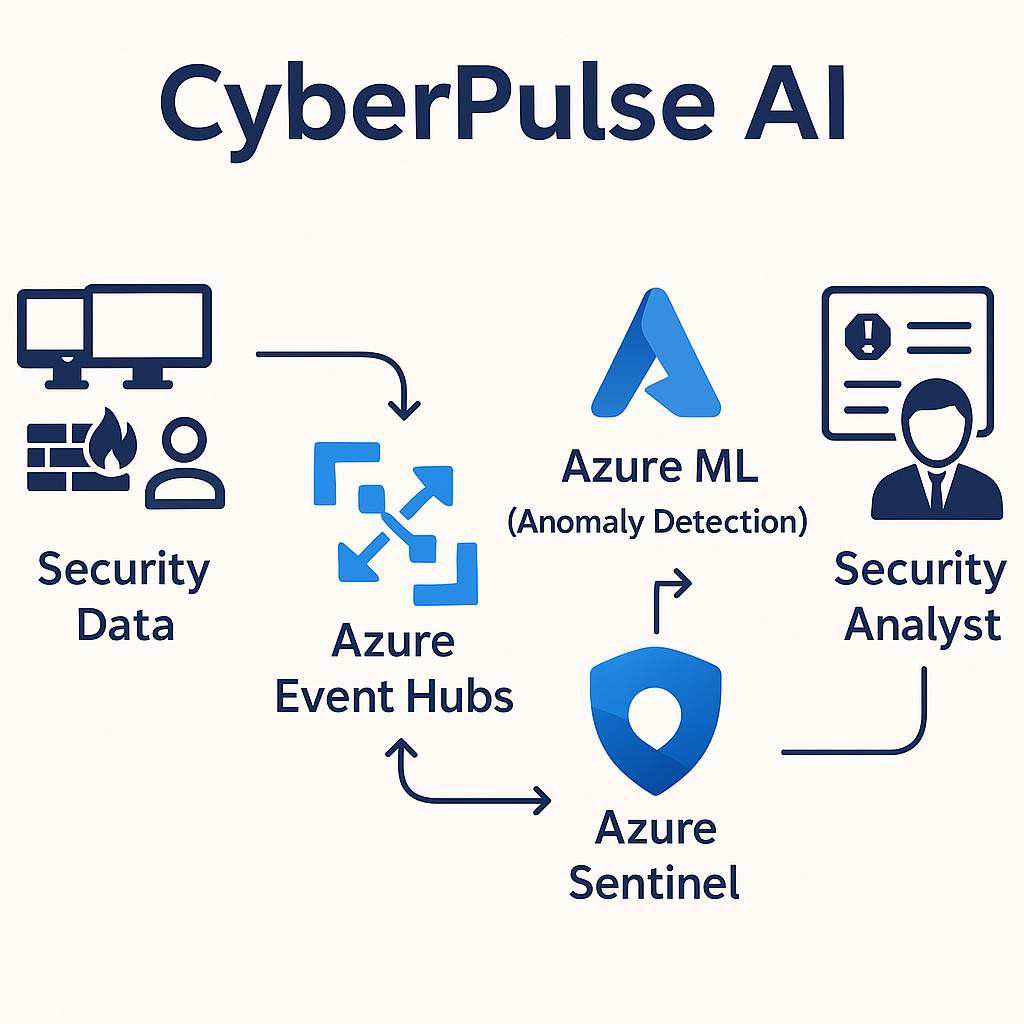 CyberPulse AI
Security
Data
Azure
Event Hubs
Azure ML
(Anomaly Detection)
Azure
Sentinel
!
Security
Analyst